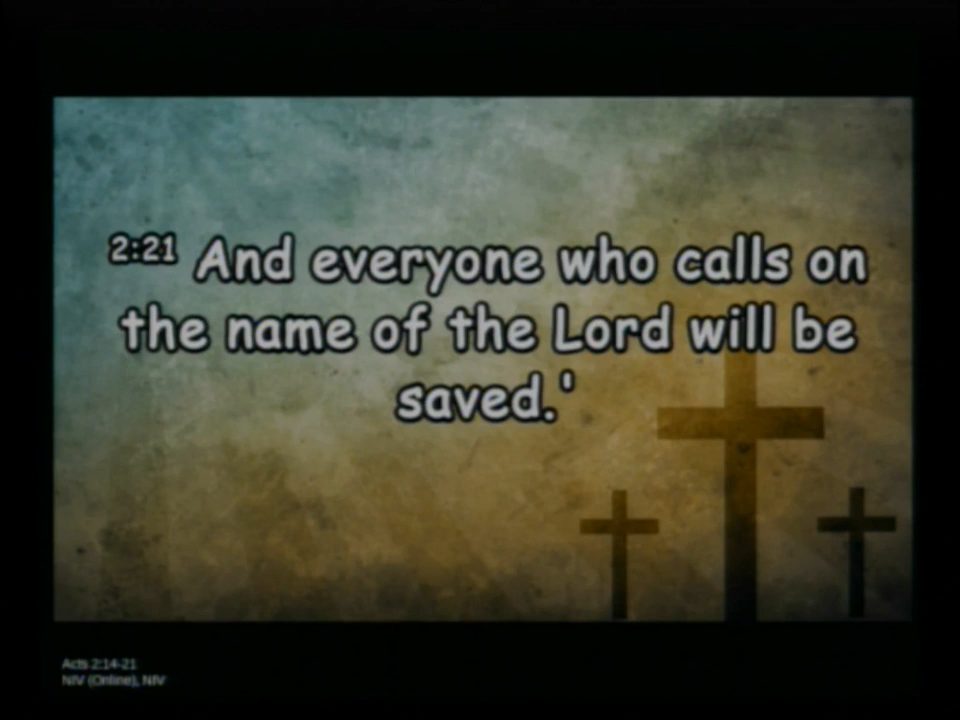 2:21 And everyone who calls on
the name of the Lord will be
saved.'
Acts 2:14-21
NIV (Online), NIV